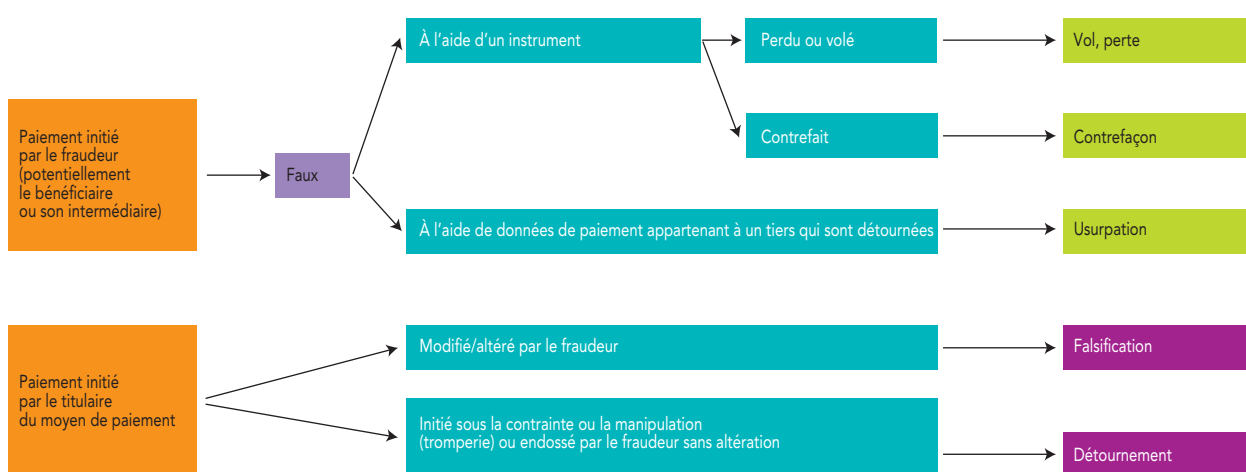 À l'aide d'un instrument
Perdu ou volé
Vol, perte
Paiement initié
par le fraudeur
(potentiellement
le bénéficiaire
ou son intermédiaire)
Faux
Contrefait
Contrefaçon
À l'aide de données de paiement appartenant à un tiers qui sont détournées
Usurpation
Paiement initié
par le titulaire
du moyen de paiement
Modifié/altéré par le fraudeur
Falsification
Initié sous la contrainte ou la manipulation
(tromperie) ou endossé par le fraudeur sans altération
Détournement